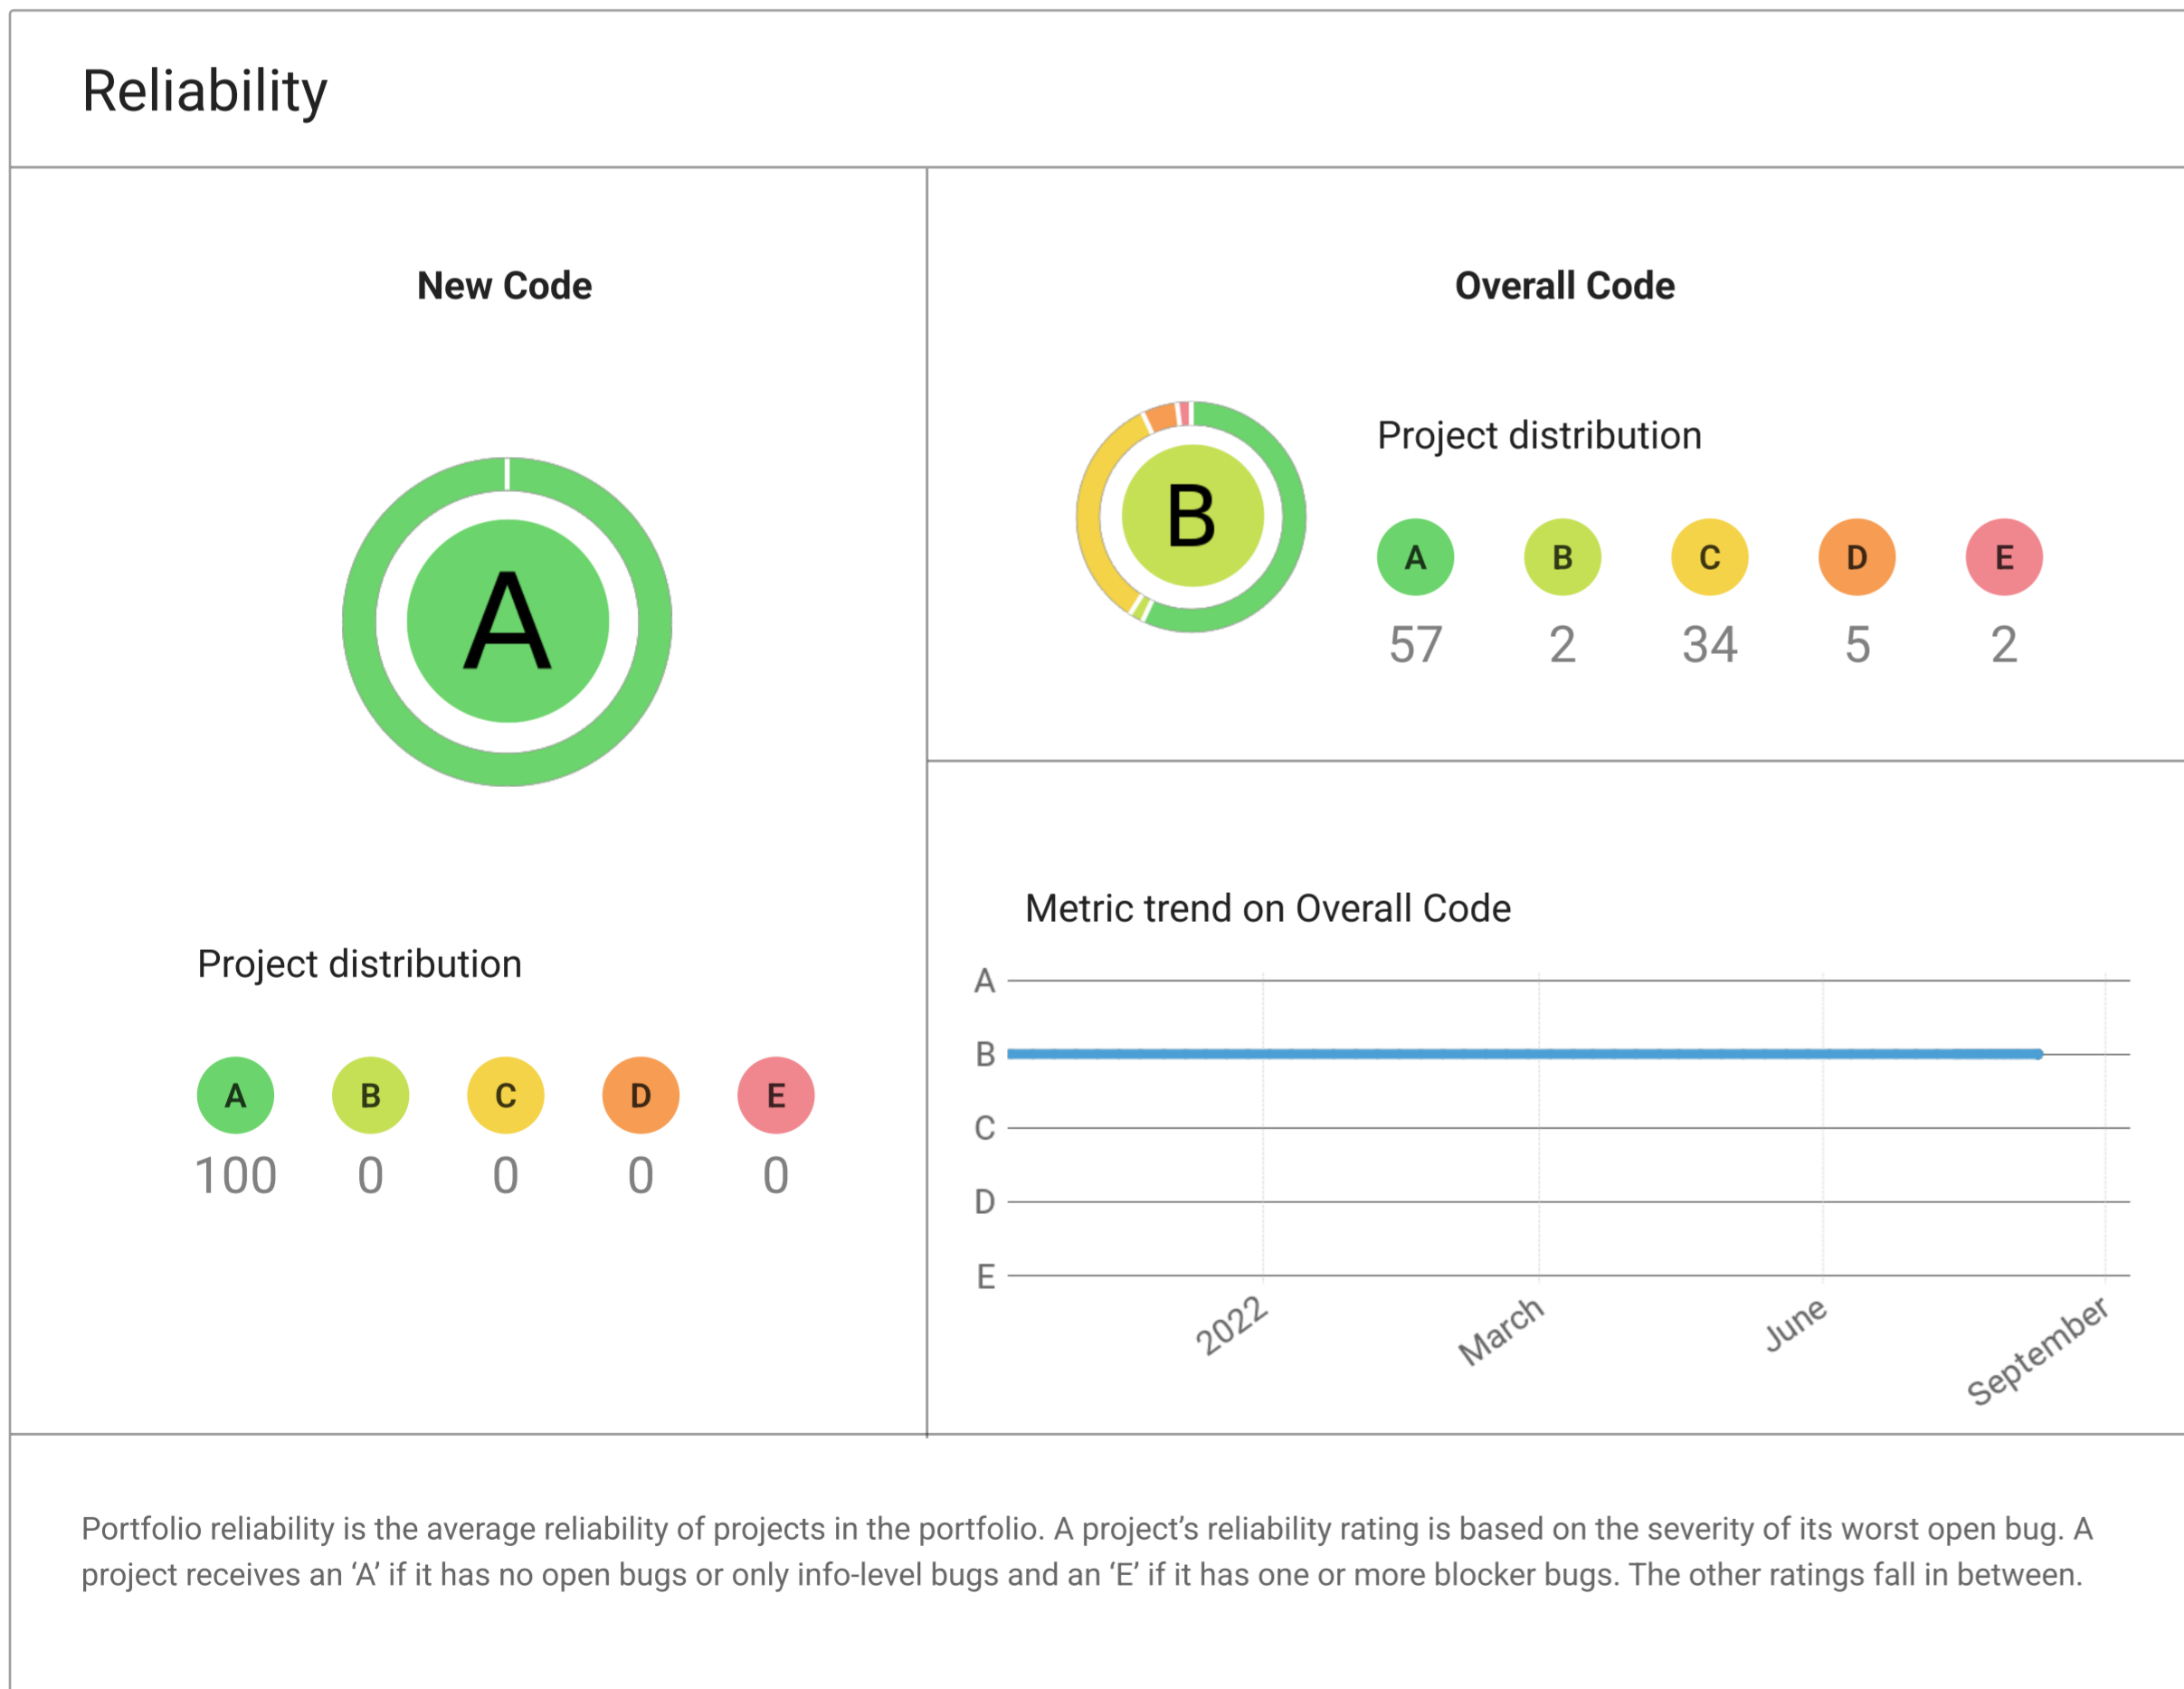 Reliability
New Code
A
Project distribution
A B C D E
100 0 0 0 0
Overall Code
B
Project distribution
A B C D E
57 2 34 5 2
Metric trend on Overall Code
A
B
C
D
E
2022 March June September
Portfolio reliability is the average reliability of projects in the portfolio. A project’s reliability rating is based on the severity of its worst open bug. A
project receives an ‘A’ if it has no open bugs or only info-level bugs and an ‘E’ if it has one or more blocker bugs. The other ratings fall in between.